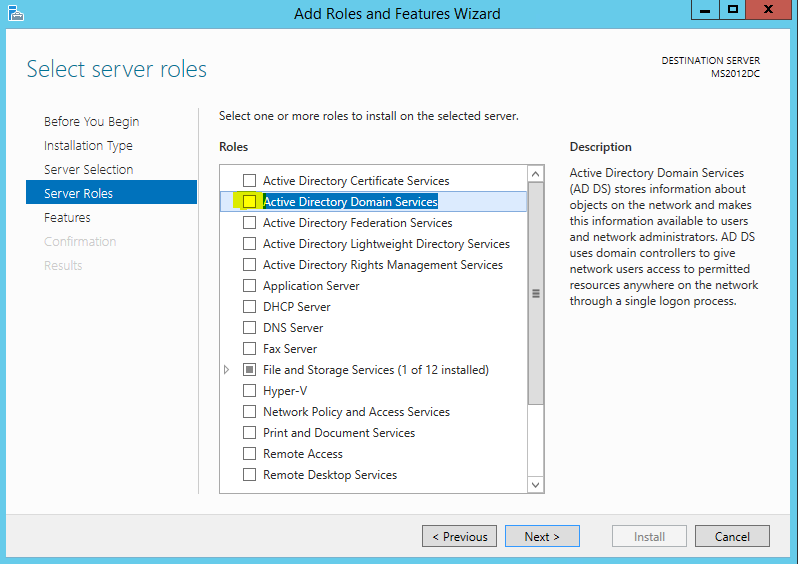 Add Roles and Features Wizard
Select server roles
DESTINATION SERVER
MS2012DC
Before You Begin
Installation Type
Server Selection
Server Roles
Features
Confirmation
Results
Select one or more roles to install on the selected server.
Roles
Active Directory Certificate Services
Active Directory Domain Services
Active Directory Federation Services
Active Directory Lightweight Directory Services
Active Directory Rights Management Services
Application Server
DHCP Server
DNS Server
Fax Server
File and Storage Services (1 of 12 installed)
Hyper-V
Network Policy and Access Services
Print and Document Services
Remote Access
Remote Desktop Services
Description
Active Directory Domain Services
(AD DS) stores information about
objects on the network and makes
this information available to users
and network administrators. AD DS
uses domain controllers to give
network users access to permitted
resources anywhere on the network
through a single logon process.
< Previous
Next >
Install
Cancel